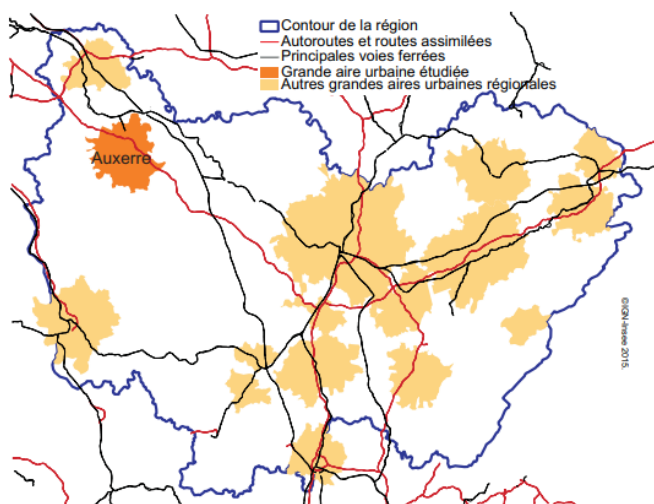 Contour de la région
Autoroutes et routes assimilées
Principales voies ferrées
Grande aire urbaine étudiée
Autres grandes aires urbaines régionales
Auxerre
©IGN-Insee 2015.